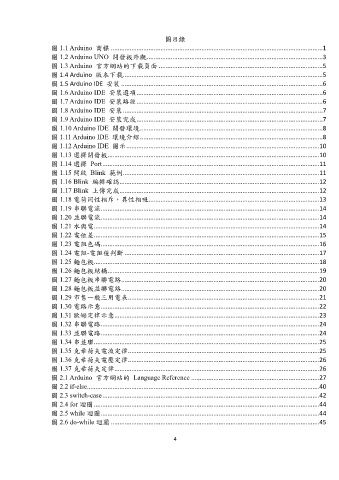 圖目錄
圖 1.1 Arduino 商標 ... 1
圖 1.2 Arduino UNO 開發板外觀 ... 3
圖 1.3 Arduino 官方網站的下載頁面 ... 5
圖 1.4 Arduino 版本下載 ... 5
圖 1.5 Arduino IDE 安裝 ... 6
圖 1.6 Arduino IDE 安裝選項 ... 6
圖 1.7 Arduino IDE 安裝路徑 ... 6
圖 1.8 Arduino IDE 安裝 ... 7
圖 1.9 Arduino IDE 安裝完成 ... 7
圖 1.10 Arduino IDE 開發環境 ... 8
圖 1.11 Arduino IDE 環境介紹 ... 8
圖 1.12 Arduino IDE 圖示 ... 10
圖 1.13 選擇開發板 ... 10
圖 1.14 選擇 Port ... 11
圖 1.15 開啟 Blink 範例 ... 11
圖 1.16 Blink 編譯確認 ... 12
圖 1.17 Blink 上傳完成 ... 12
圖 1.18 電荷同性相斥，異性相吸 ... 13
圖 1.19 串聯電流 ... 14
圖 1.20 並聯電流 ... 14
圖 1.21 水與電 ... 14
圖 1.22 電位差 ... 15
圖 1.23 電阻色碼 ... 16
圖 1.24 電阻-電阻值判斷 ... 17
圖 1.25 麵包板 ... 18
圖 1.26 麵包板結構 ... 19
圖 1.27 麵包板串聯電路 ... 20
圖 1.28 麵包板並聯電路 ... 20
圖 1.29 市售一般三用電表 ... 21
圖 1.30 電路示意 ... 22
圖 1.31 歐姆定律示意 ... 23
圖 1.32 串聯電路 ... 24
圖 1.33 並聯電路 ... 24
圖 1.34 串並聯 ... 25
圖 1.35 克希荷夫電流定律 ... 25
圖 1.36 克希荷夫電壓定律 ... 26
圖 1.37 克希荷夫定律 ... 26
圖 2.1 Arduino 官方網站的 Language Reference ... 27
圖 2.2 if-else ... 40
圖 2.3 switch-case ... 42
圖 2.4 for 迴圈 ... 44
圖 2.5 while 迴圈 ... 44
圖 2.6 do-while 迴圈 ... 45
4